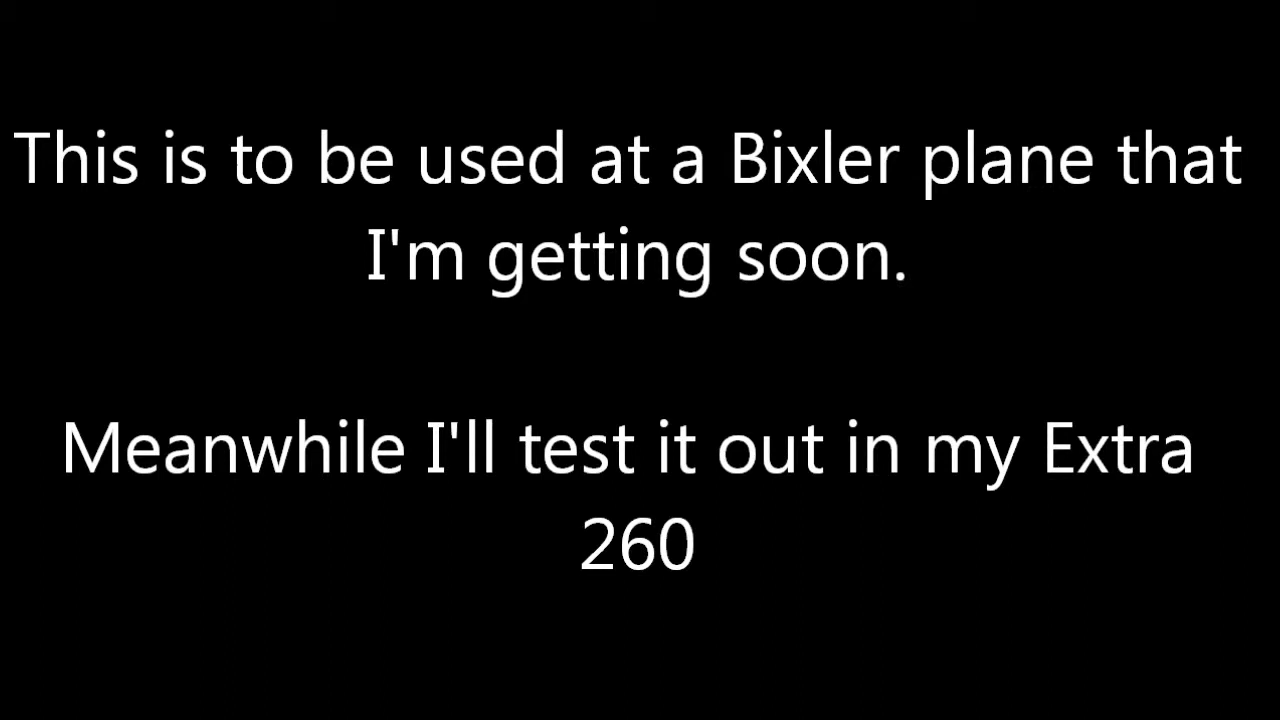 This is to be used at a Bixler plane that
I'm getting soon.
Meanwhile I'll test it out in my Extra
260